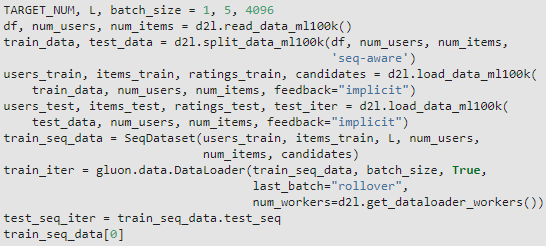 TARGET_NUM, L, batch_size = 1, 5, 4096
df, num_users, num_items = d2l.read_data_ml100k()
train_data, test_data = d2l.split_data_ml100k(df, num_users, num_items,
'seq-aware')
users_train, items_train, ratings_train, candidates = d2l.load_data_ml100k(
train_data, num_users, num_items, feedback="implicit")
users_test, items_test, ratings_test, test_iter = d2l.load_data_ml100k(
test_data, num_users, num_items, feedback="implicit")
train_seq_data = SeqDataset(users_train, items_train, L, num_users,
num_items, candidates)
train_iter = gluon.data.DataLoader(train_seq_data, batch_size, True,
last_batch="rollover",
num_workers=d2l.get_dataloader_workers())
test_seq_iter = train_seq_data.test_seq
train_seq_data[0]